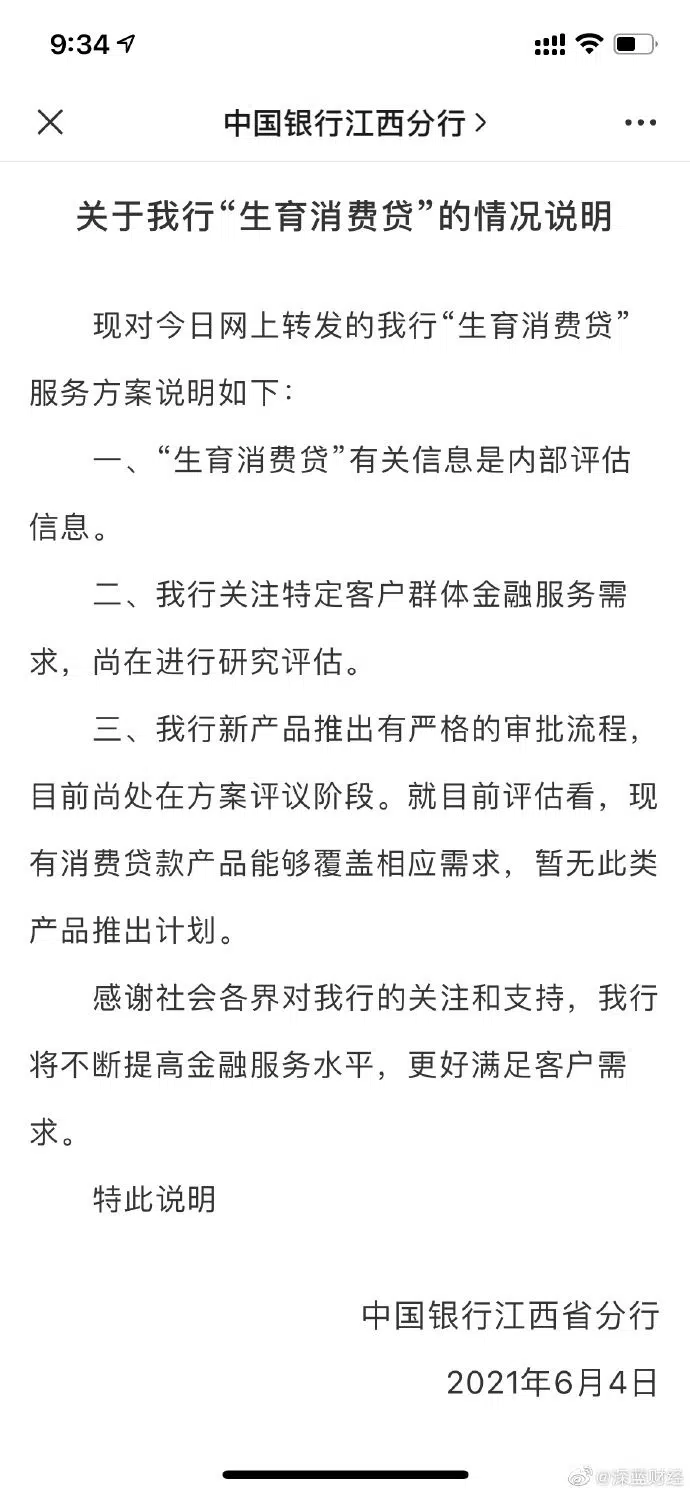 9:34
中国银行江西分行
关于我行“生育消费贷”的情况说明
现对今日网上转发的我行“生育消费贷”
服务方案说明如下：
一、“生育消费贷”有关信息是内部评估
信息。
二、我行关注特定客户群体金融服务需
求，尚在进行研究评估。
三、我行新产品推出有严格的审批流程，
目前尚处在方案评议阶段。就目前评估看，现
有消费贷款产品能够覆盖相应需求，暂无此类
产品推出计划。
感谢社会各界对我行的关注和支持，我行
将不断提高金融服务水平，更好满足客户需
求。
特此说明
中国银行江西省分行
2021年6月4日
@深蓝财经